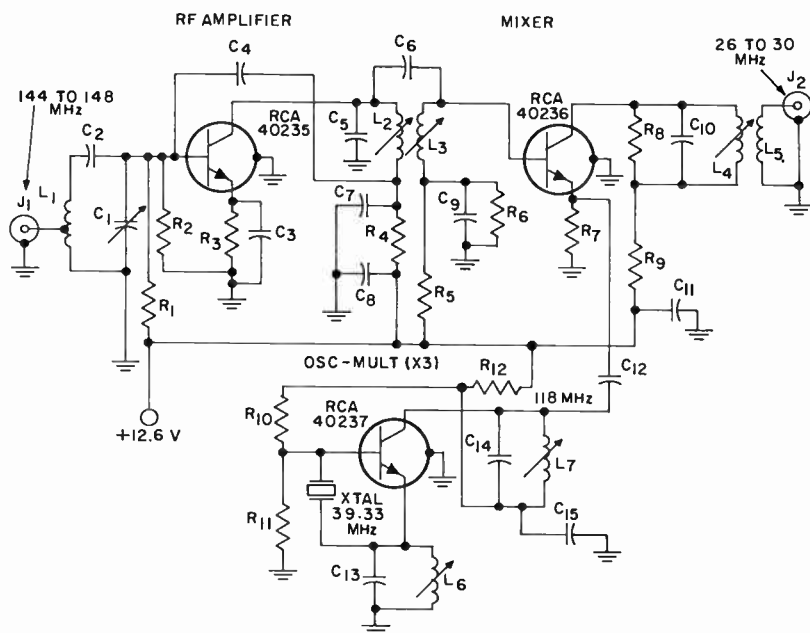 RF AMPLIFIER
MIXER
C4
C6
26 TO 30
MHz
J2
144 TO 148
MHz
RCA
40235
RCA
40236
C2
C5
L2
L3
R8
C10
L4
L5
J1
L1
C1
R2
R3
C3
C7
R4
C9
R6
R7
C8
R5
R9
C11
R1
OSC-MULT (X3)
R12
C12
+12.6 V
R10
RCA
40237
118 MHz
C14
L7
XTAL
39.33
MHz
R11
C15
C13
L6